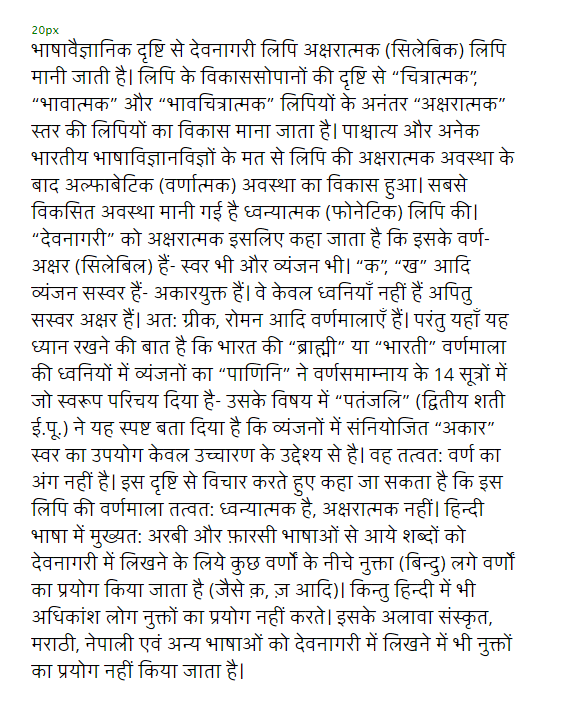 20px
भाषावैज्ञानिक दृष्टि से देवनागरी लिपि अक्षरात्मक (सिलेबिक) लिपि
मानी जाती है। लिपि के विकाससोपानों की दृष्टि से “चित्रात्मक”,
“भावात्मक” और “भावचित्रात्मक” लिपियों के अनंतर “अक्षरात्मक”
स्तर की लिपियों का विकास माना जाता है। पाश्चात्य और अनेक
भारतीय भाषाविज्ञानविज्ञों के मत से लिपि की अक्षरात्मक अवस्था के
बाद अल्फाबेटिक (वर्णात्मक) अवस्था का विकास हुआ। सबसे
विकसित अवस्था मानी गई है ध्वन्यात्मक (फोनेटिक) लिपि की।
“देवनागरी” को अक्षरात्मक इसलिए कहा जाता है कि इसके वर्ण-
अक्षर (सिलेबिल) हैं- स्वर भी और व्यंजन भी। “क”, “ख” आदि
व्यंजन सस्वर हैं- अकारयुक्त हैं। वे केवल ध्वनियाँ नहीं हैं अपितु
सस्वर अक्षर हैं। अत: ग्रीक, रोमन आदि वर्णमालाएँ हैं। परंतु यहाँ यह
ध्यान रखने की बात है कि भारत की “ब्राह्मी” या “भारती” वर्णमाला
की ध्वनियों में व्यंजनों का “पाणिनि” ने वर्णसमाम्नाय के 14 सूत्रों में
जो स्वरूप परिचय दिया है- उसके विषय में “पतंजलि” (द्वितीय शती
ई.पू.) ने यह स्पष्ट बता दिया है कि व्यंजनों में संनियोजित “अकार”
स्वर का उपयोग केवल उच्चारण के उद्देश्य से है। वह तत्वत: वर्ण का
अंग नहीं है। इस दृष्टि से विचार करते हुए कहा जा सकता है कि इस
लिपि की वर्णमाला तत्वत: ध्वन्यात्मक है, अक्षरात्मक नहीं। हिन्दी
भाषा में मुख्यत: अरबी और फ़ारसी भाषाओं से आये शब्दों को
देवनागरी में लिखने के लिये कुछ वर्णों के नीचे नुक्ता (बिन्दु) लगे वर्णों
का प्रयोग किया जाता है (जैसे क़, ज़ आदि)। किन्तु हिन्दी में भी
अधिकांश लोग नुक्तों का प्रयोग नहीं करते। इसके अलावा संस्कृत,
मराठी, नेपाली एवं अन्य भाषाओं को देवनागरी में लिखने में भी नुक्तों
का प्रयोग नहीं किया जाता है।